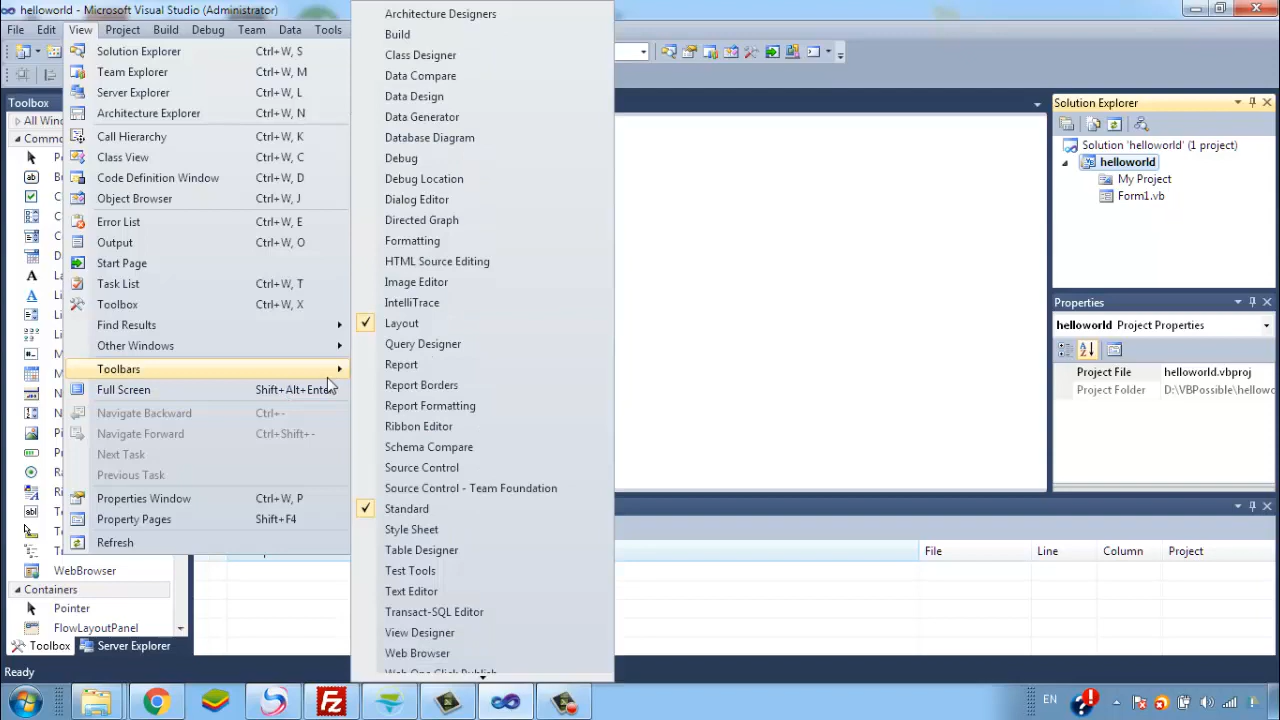 helloworld - Microsoft Visual Studio (Administrator)
File Edit View Project Build Debug Team Data Tools
Solution Explorer Ctrl+W, S
Team Explorer Ctrl+W, M
Server Explorer Ctrl+W, L
Architecture Explorer Ctrl+W, N
Call Hierarchy Ctrl+W, K
Class View Ctrl+W, C
Code Definition Window Ctrl+W, D
Object Browser Ctrl+W, J
Error List Ctrl+W, E
Output Ctrl+W, O
Start Page
Task List Ctrl+W, T
Toolbox Ctrl+W, X
Find Results
Other Windows
Toolbars
Full Screen Shift+Alt+Enter
Navigate Backward Ctrl+-
Navigate Forward Ctrl+Shift+-
Next Task
Previous Task
Properties Window Ctrl+W, P
Property Pages Shift+F4
Refresh
Architecture Designers
Build
Class Designer
Data Compare
Data Design
Data Generator
Database Diagram
Debug
Debug Location
Dialog Editor
Directed Graph
Formatting
HTML Source Editing
Image Editor
IntelliTrace
Layout
Query Designer
Report
Report Borders
Report Formatting
Ribbon Editor
Schema Compare
Source Control
Source Control - Team Foundation
Standard
Style Sheet
Table Designer
Test Tools
Text Editor
Transact-SQL Editor
View Designer
Web Browser
Web One Click Publish
Toolbox
All Wind
Commo
WebBrowser
Containers
Pointer
FlowLayoutPanel
Toolbox Server Explorer
Solution Explorer
Solution 'helloworld' (1 project)
helloworld
My Project
Form1.vb
Properties
helloworld Project Properties
Project File helloworld.vbproj
Project Folder D:\VBPossible\hellowo
File Line Column Project
Ready
EN